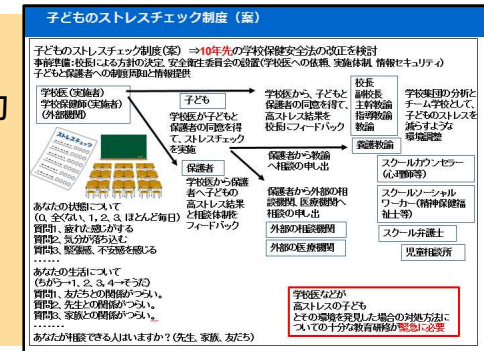 子どものストレスチェック制度（案）
子どものストレスチェック制度(案) ⇒10年先の学校保健安全法の改正を検討
事前準備：校長による方針の決定、安全衛生委員会の設置(学校医への依頼、実施体制、情報セキュリティ)
子どもと保護者への制度周知と情報提供
学校医(実施者)
学校保健師(実施者)
(外部機関)
ストレスチェック
子ども
学校医が子どもと
保護者の同意を得
て、ストレスチェック
を実施
保護者
学校医から保護
者へ子どもの
高ストレス結果
と相談体制を
フィードバック
学校医から、子どもと
保護者の同意を得て、
高ストレス結果を
校長にフィードバック
保護者から教諭
へ相談の申し出
保護者から外部の相
談機関、医療機関へ
相談の申し出
外部の相談機関
外部の医療機関
校長
副校長
主幹教諭
指導教諭
教諭
養護教諭
学校集団の分析と
チーム学校として、
子どものストレスを
減らすような
環境調整
スクールカウンセラー
(心理師等)
スクールソーシャル
ワーカー(精神保健福
祉士等)
スクール弁護士
児童相談所
あなたの状態について
(0、全くない、1、2、3、ほとんど毎日)
質問1、疲れた感じがする
質問2、気分が落ち込む
質問3、緊張感、不安感を感じる
……
あなたの生活について
(ちがう→1、2、3、4→そうだ)
質問1、友だちとの関係がつらい。
質問2、先生との関係がつらい。
質問3、家族との関係がつらい。
…….
あなたが相談できる人はいますか？(先生、家族、友だち)
学校医などが
高ストレスの子ども
とその環境を発見した場合の対処方法に
ついての十分な教育研修が緊急に必要